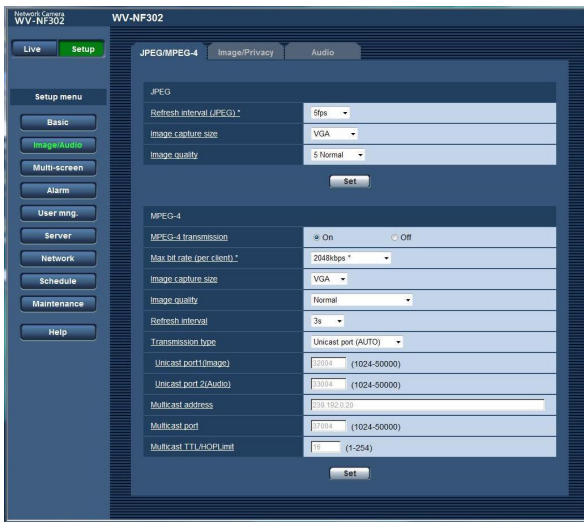 Network Camera
WV-NF302
WV-NF302
Live
Setup
Setup menu
Basic
Image/Audio
Multi-screen
Alarm
User mng.
Server
Network
Schedule
Maintenance
Help
JPEG/MPEG-4
Image/Privacy
Audio
JPEG
Refresh interval (JPEG) * 5fps
Image capture size VGA
Image quality 5 Normal
Set
MPEG-4
MPEG-4 transmission On Off
Max bit rate (per client) * 2048kbps *
Image capture size VGA
Image quality Normal
Refresh interval 3s
Transmission type Unicast port (AUTO)
Unicast port1(Image) 32004 (1024-50000)
Unicast port 2(Audio) 33004 (1024-50000)
Multicast address 239.192.0.20
Multicast port 37004 (1024-50000)
Multicast TTL/HOPLimit 16 (1-254)
Set